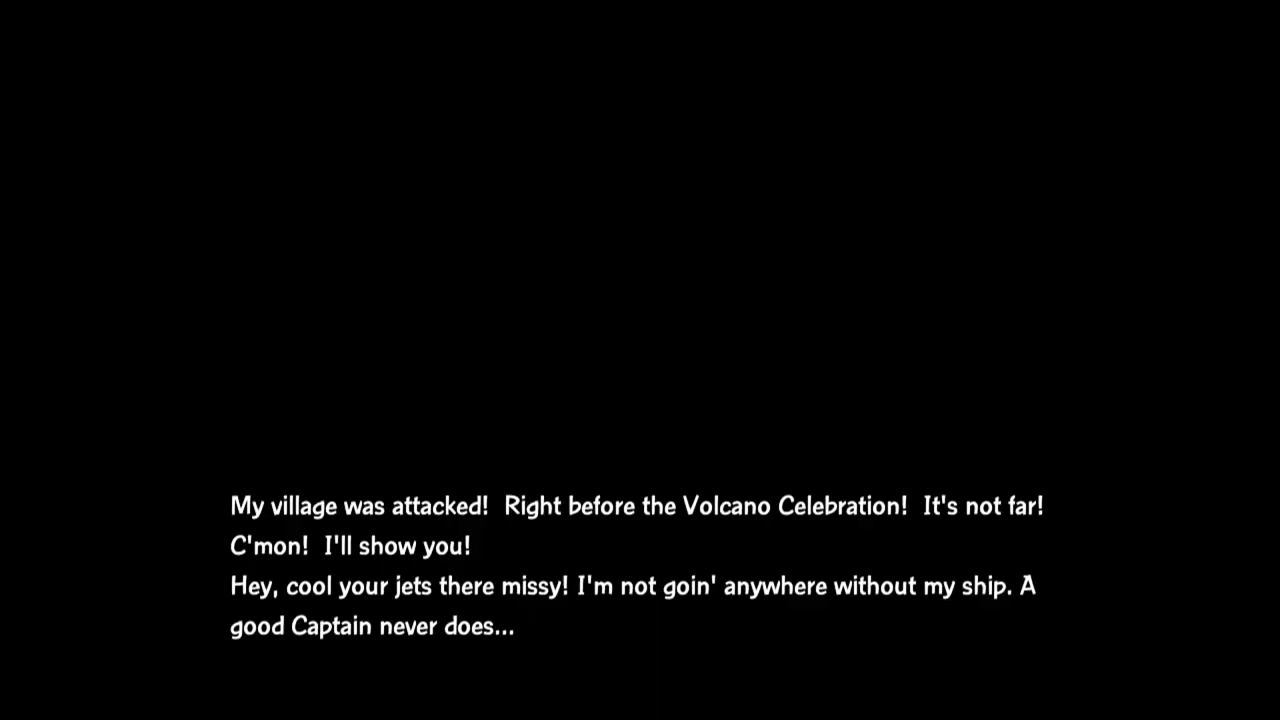 My village was attacked!  Right before the Volcano Celebration!  It's not far!
C'mon!  I'll show you!
Hey, cool your jets there missy! I'm not goin' anywhere without my ship. A
good Captain never does...